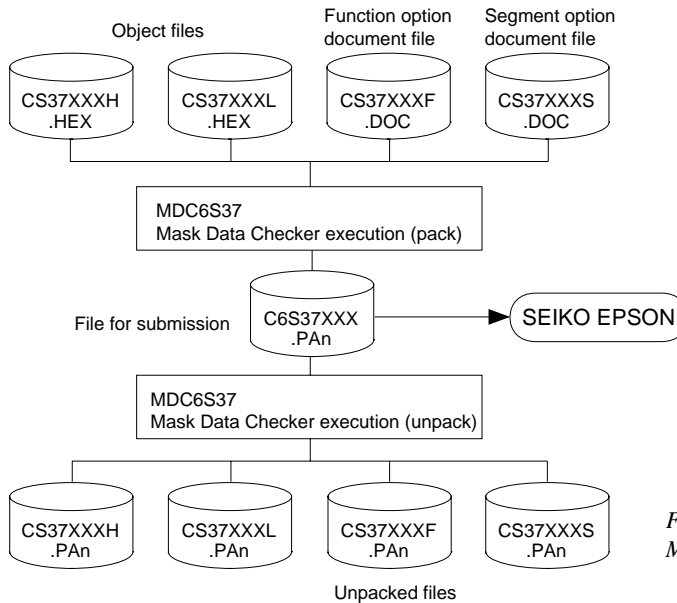 Object files
Function option
document file
Segment option
document file
CS37XXXH
.HEX
CS37XXXL
.HEX
CS37XXXF
.DOC
CS37XXXS
.DOC
MDC6S37
Mask Data Checker execution (pack)
File for submission
C6S37XXX
.PAn
SEIKO EPSON
MDC6S37
Mask Data Checker execution (unpack)
CS37XXXH
.PAn
CS37XXXL
.PAn
CS37XXXF
.PAn
CS37XXXS
.PAn
F
M
Unpacked files